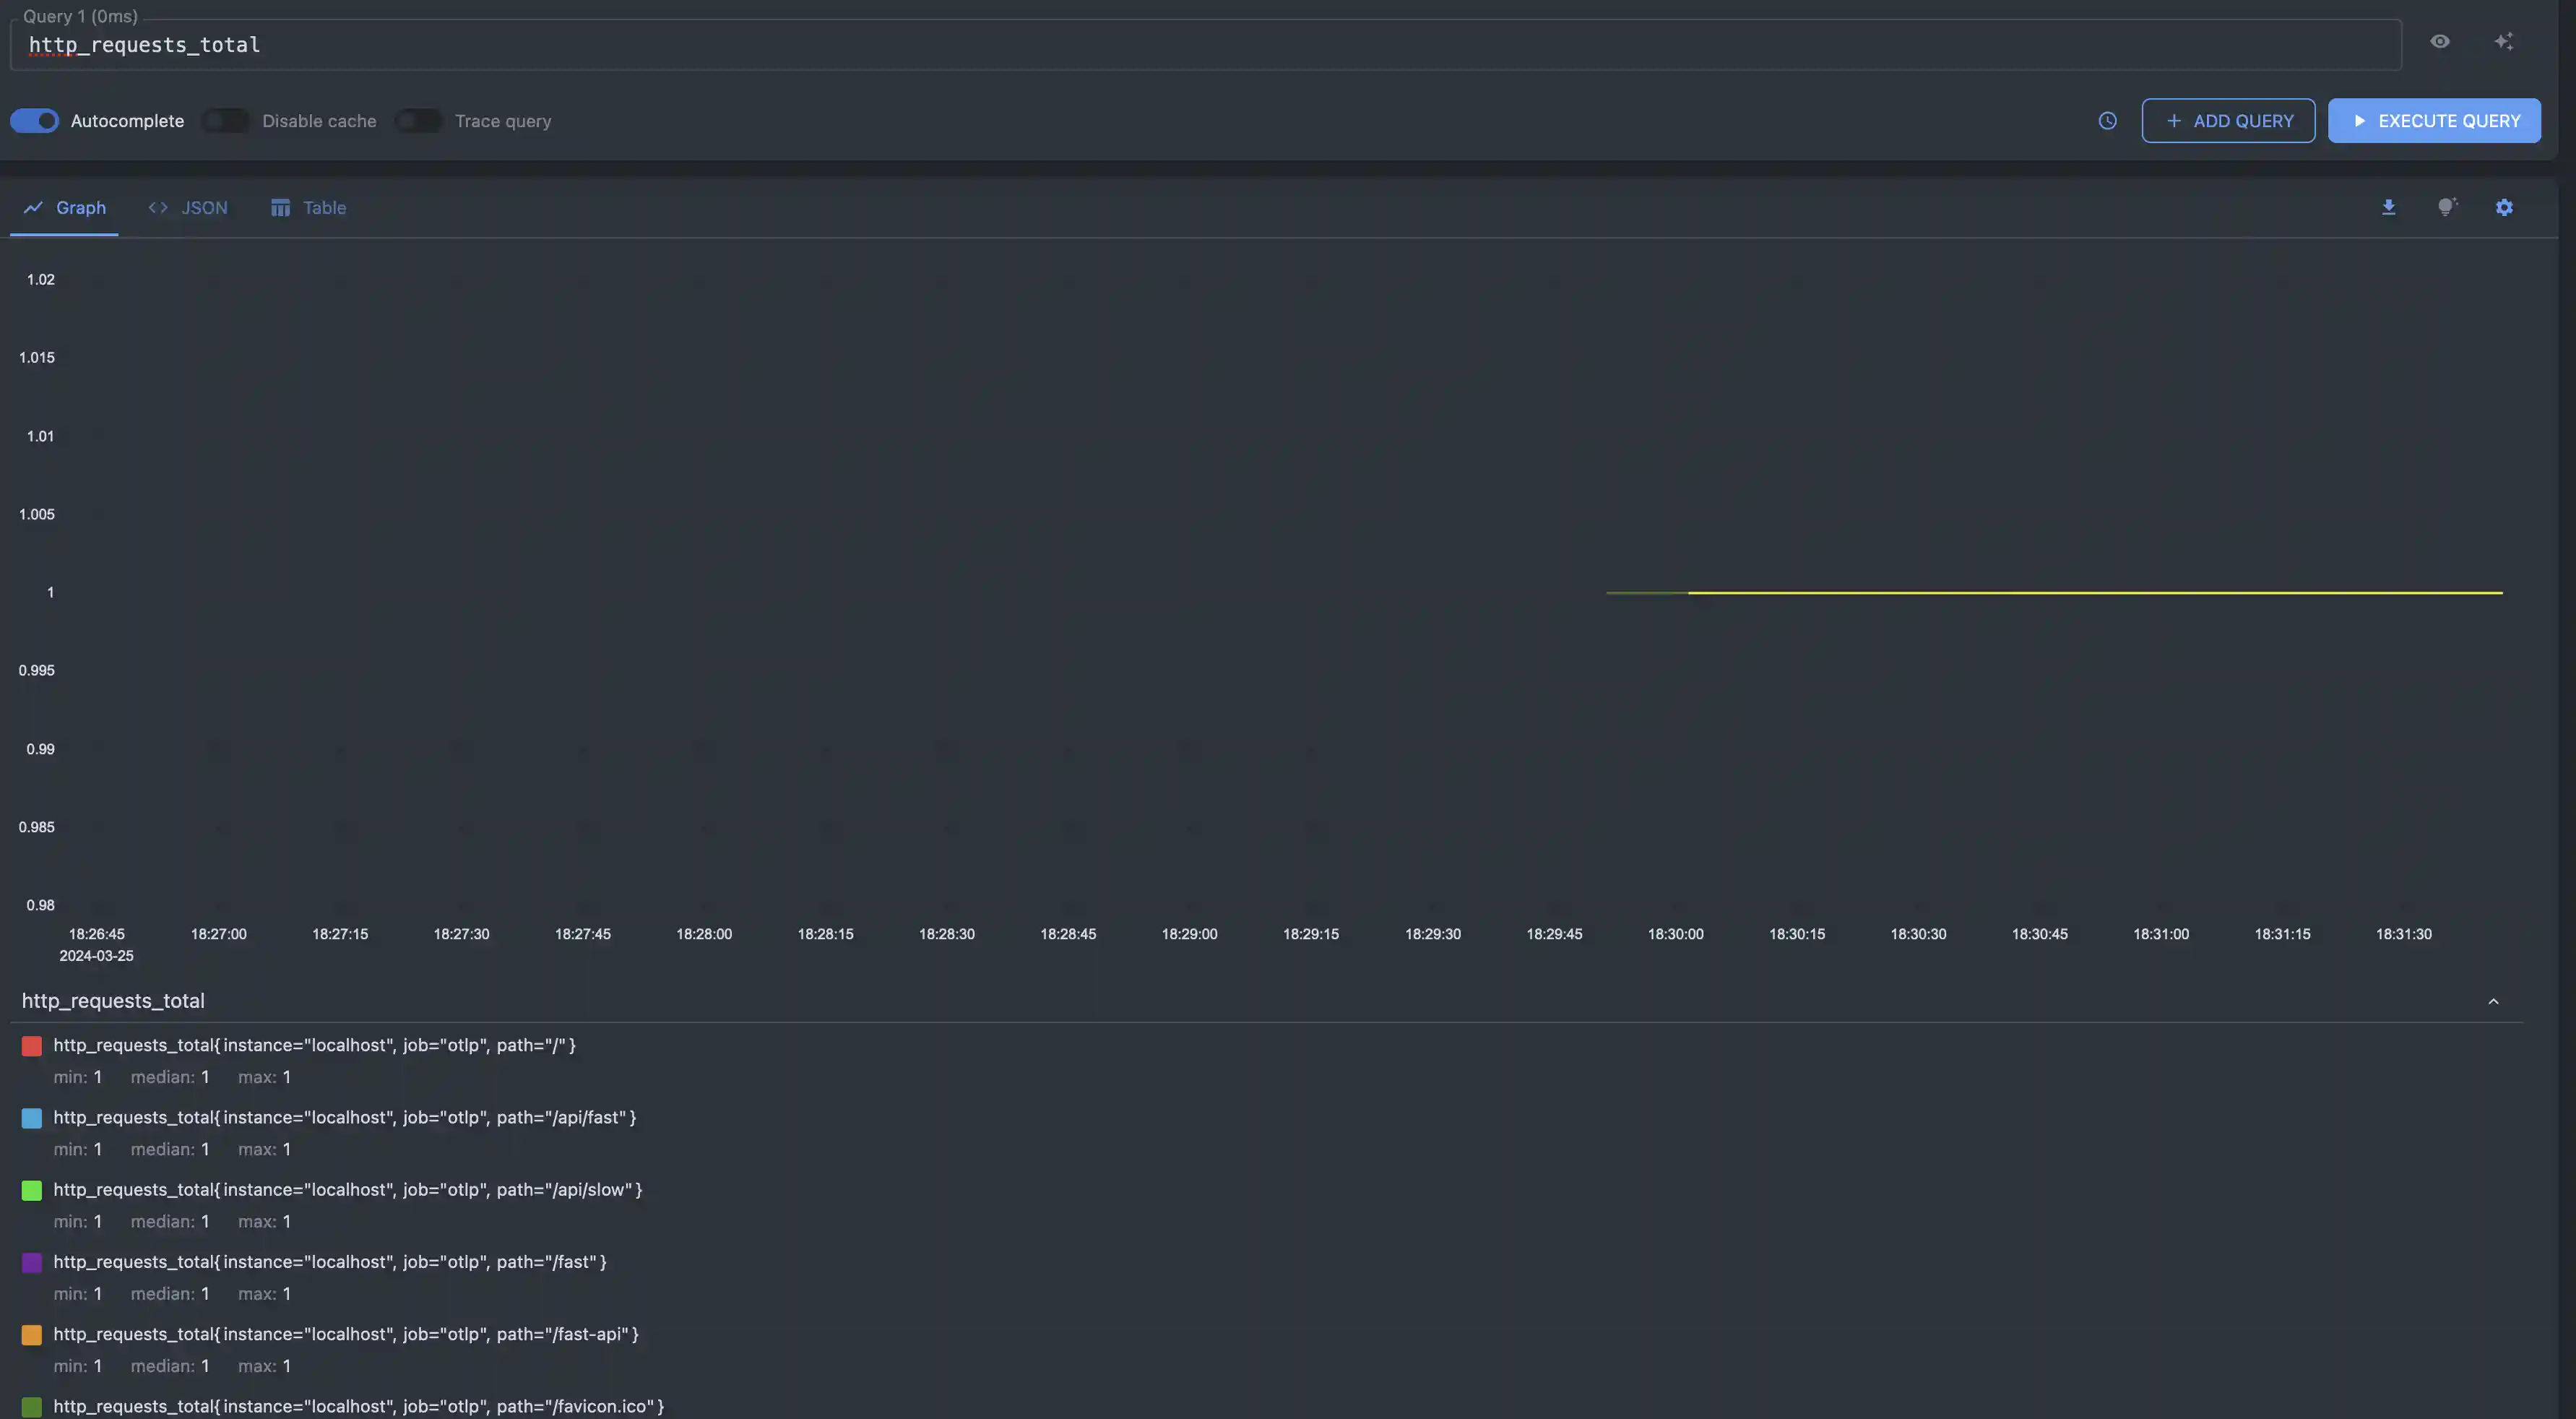 Query 1 (0ms)
http_requests_total
Autocomplete Disable cache Trace query ADD QUERY EXECUTE QUERY
Graph JSON Table
1.02
1.015
1.01
1.005
1
0.995
0.99
0.985
0.98
18:26:45 18:27:00 18:27:15 18:27:30 18:27:45 18:28:00 18:28:15 18:28:30 18:28:45 18:29:00 18:29:15 18:29:30 18:29:45 18:30:00 18:30:15 18:30:30 18:30:45 18:31:00 18:31:15 18:31:30
2024-03-25
http_requests_total
http_requests_total{instance="localhost", job="otlp", path="/"}
min: 1 median: 1 max: 1
http_requests_total{instance="localhost", job="otlp", path="/api/fast"}
min: 1 median: 1 max: 1
http_requests_total{instance="localhost", job="otlp", path="/api/slow"}
min: 1 median: 1 max: 1
http_requests_total{instance="localhost", job="otlp", path="/fast"}
min: 1 median: 1 max: 1
http_requests_total{instance="localhost", job="otlp", path="/fast-api"}
min: 1 median: 1 max: 1
http_requests_total{instance="localhost", job="otlp", path="/favicon.ico"}